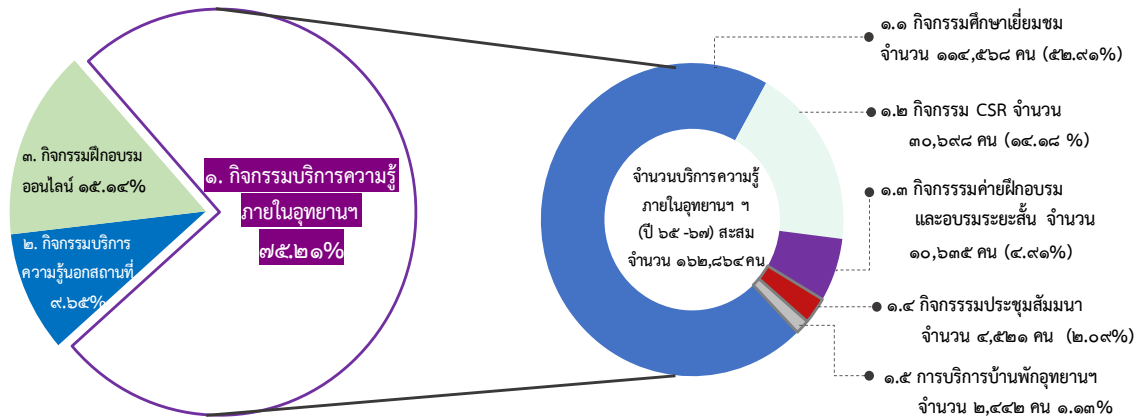 ๓. กิจกรรมฝึกอบรม
ออนไลน์ ๑๕.๑๔%
๒. กิจกรรมบริการ
ความรู้นอกสถานที่
๙.๖๕%
๑. กิจกรรมบริการความรู้
ภายในอุทยานฯ
๗๕.๒๑%
จำนวนบริการความรู้
ภายในอุทยานฯ ฯ
(ปี ๖๕ -๖๗) สะสม
จำนวน ๑๖๒,๘๖๔ คน
๑.๑ กิจกรรมศึกษาเยี่ยมชม
จำนวน ๑๑๔,๕๖๘ คน (๕๒.๙๑%)
๑.๒ กิจกรรม CSR จำนวน
๓๐,๖๙๘ คน (๑๔.๑๘ %)
๑.๓ กิจกรรมค่ายฝึกอบรม
และอบรมระยะสั้น จำนวน
๑๐,๖๓๕ คน (๔.๙๑%)
๑.๔ กิจกรรรมประชุมสัมมนา
จำนวน ๔,๕๒๑ คน (๒.๐๙%)
๑.๕ การบริการบ้านพักอุทยานฯ
จำนวน ๒,๔๔๒ คน ๑.๑๓%